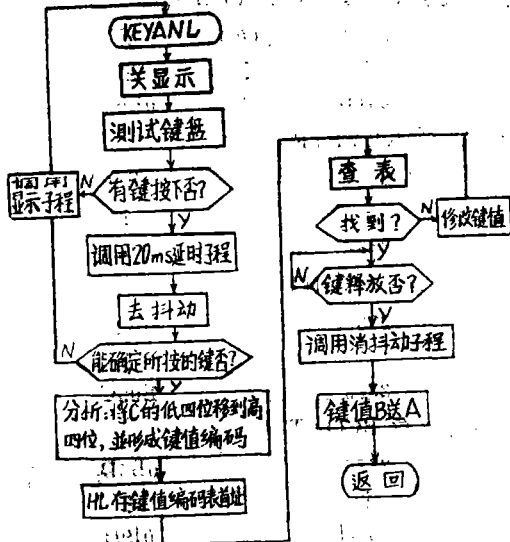 KEYANL
关显示
测试键盘
有键按下否?
N
调用
显示子程
Y
调用20ms延时子程
去抖动
N
能确定所按的键否?
Y
分折:将C的低四位移到高
四位,並形成键值编码
HL存键值编码表首址
查表
找到?
N
修改键值
Y
N
键释放否?
Y
调用消抖动子程
键值B送A
返回